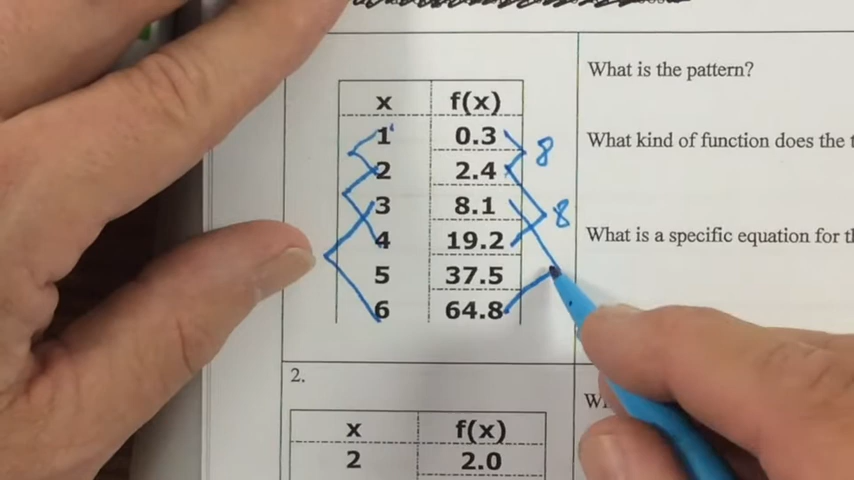 What is the pattern?
x f(x)
1 0.3
8
What kind of function does the
2 2.4
3 8.1
8
4 19.2
What is a specific equation for
5 37.5
6 64.8
2.
x f(x)
2 2.0